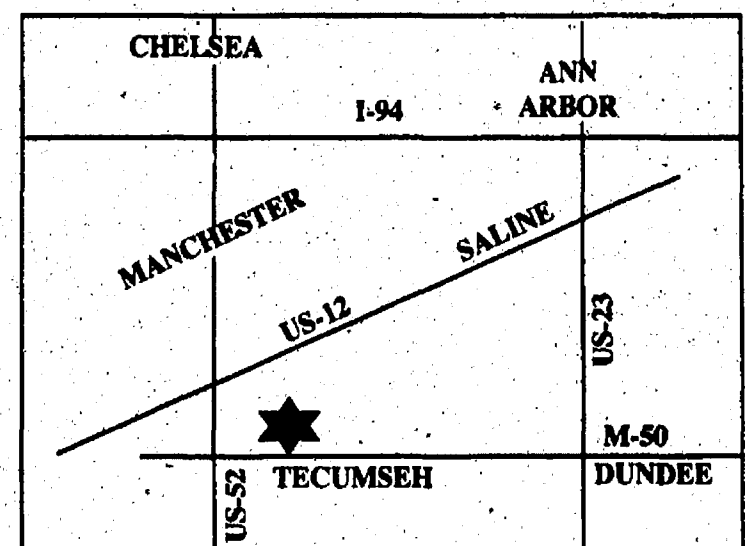 CHELSEA
ANN
ARBOR
I-94
MANCHESTER
SALINE
US-12
US-23
M-50
TECUMSEH
DUNDEE
US-52